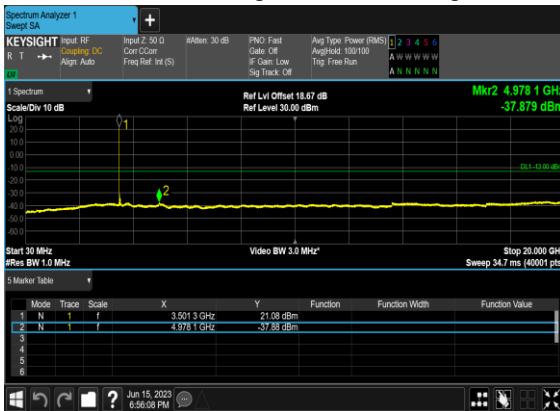 Spectrum Analyzer 1
Swept SA
+
KEYSIGHT Input: RF Input Z: 50 Ω #Atten: 30 dB PNO: Fast Avg Type: Power (RMS) 1 2 3 4 5 6
R T Coupling: DC Corr CCorr Gate: Off Avg|Hold: 100/100 A W W W W W
Align: Auto Freq Ref: Int (S) IF Gain: Low Trig: Free Run
Sig Track: Off A N N N N N
1 Spectrum Ref Lvl Offset 18.67 dB Mkr2 4.978 1 GHz
Scale/Div 10 dB Ref Level 30.00 dBm -37.879 dBm
Log
1
20.0
10.0
0.00
-10.0
DL1 -13.00 dBm
-20.0
2
-30.0
-40.0
-50.0
-60.0
Start 30 MHz Video BW 3.0 MHz* Stop 20.000 GH
#Res BW 1.0 MHz Sweep 34.7 ms (40001 pts
5 Marker Table
Mode Trace Scale X Y Function Function Width Function Value
1 N 1 f 3.501 3 GHz 21.08 dBm
2 N 1 f 4.978 1 GHz -37.88 dBm
3
4
5
6
? Jun 15, 2023
6:56:08 PM